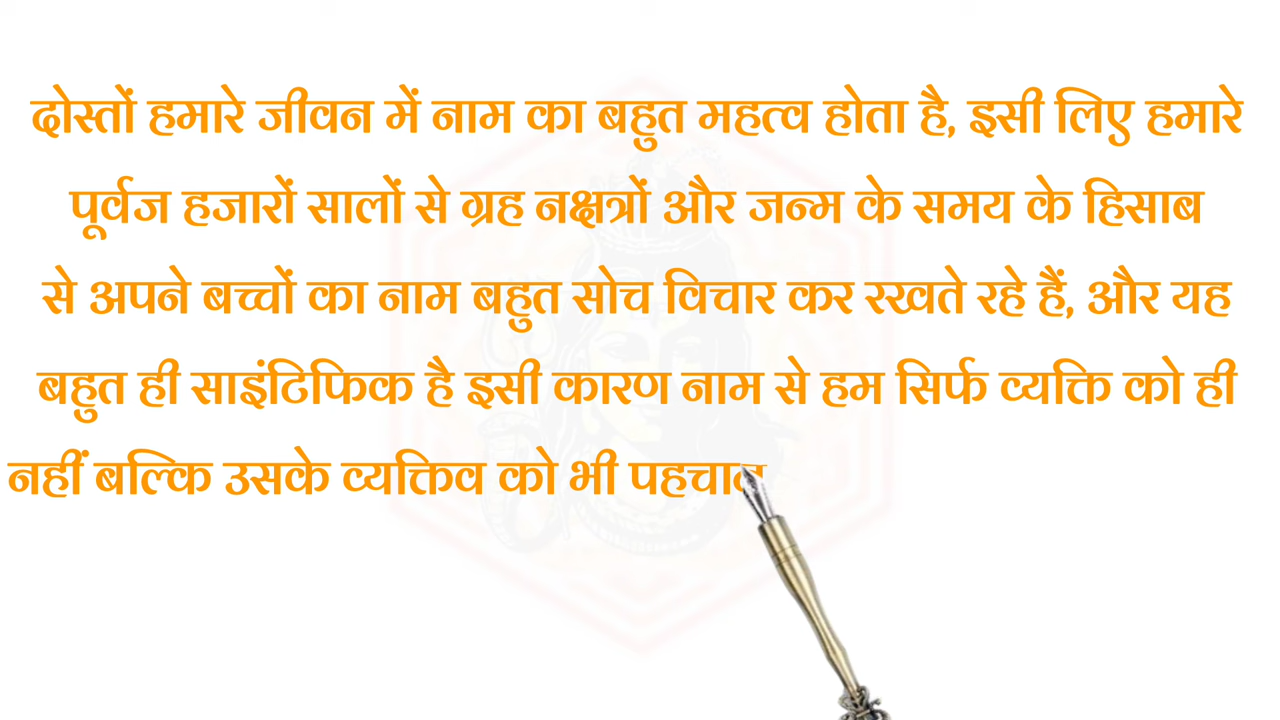 दोस्तों हमारे जीवन में नाम का बहुत महत्व होता है, इसी लिए हमारे
पूर्वज हजारों सालों से ग्रह नक्षत्रों और जन्म के समय के हिसाब
से अपने बच्चों का नाम बहुत सोच विचार कर रखते रहे हैं, और यह
बहुत ही साइंटिफिक है इसी कारण नाम से हम सिर्फ व्यक्ति को ही
नहीं बल्कि उसके व्यक्तिव को भी